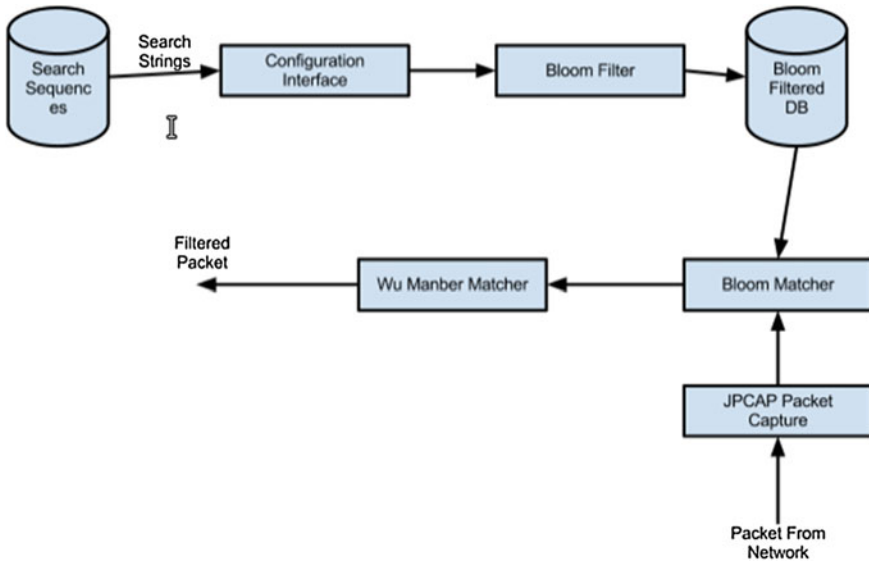 Search
Strings
Search
Sequenc
es
Configuration
Interface
Bloom Filter
Bloom
Filtered
DB
Filtered
Packet
Wu Manber Matcher
Bloom Matcher
JPCAP Packet
Capture
Packet From
Network